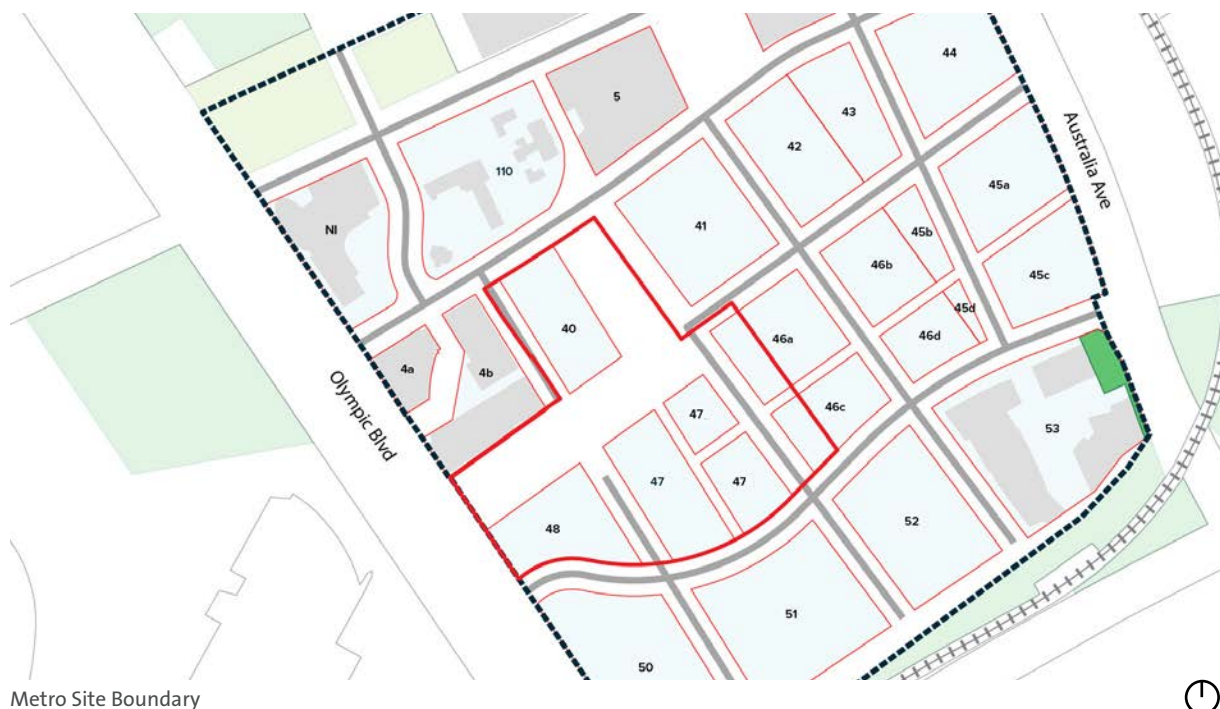 44
5
43
42
Australia Ave
110
45a
NI
41
45b
46b
45c
45d
40
46d
46a
4a
4b
46c
Olympic Blvd
47
53
47
47
52
48
51
50
Metro Site Boundary